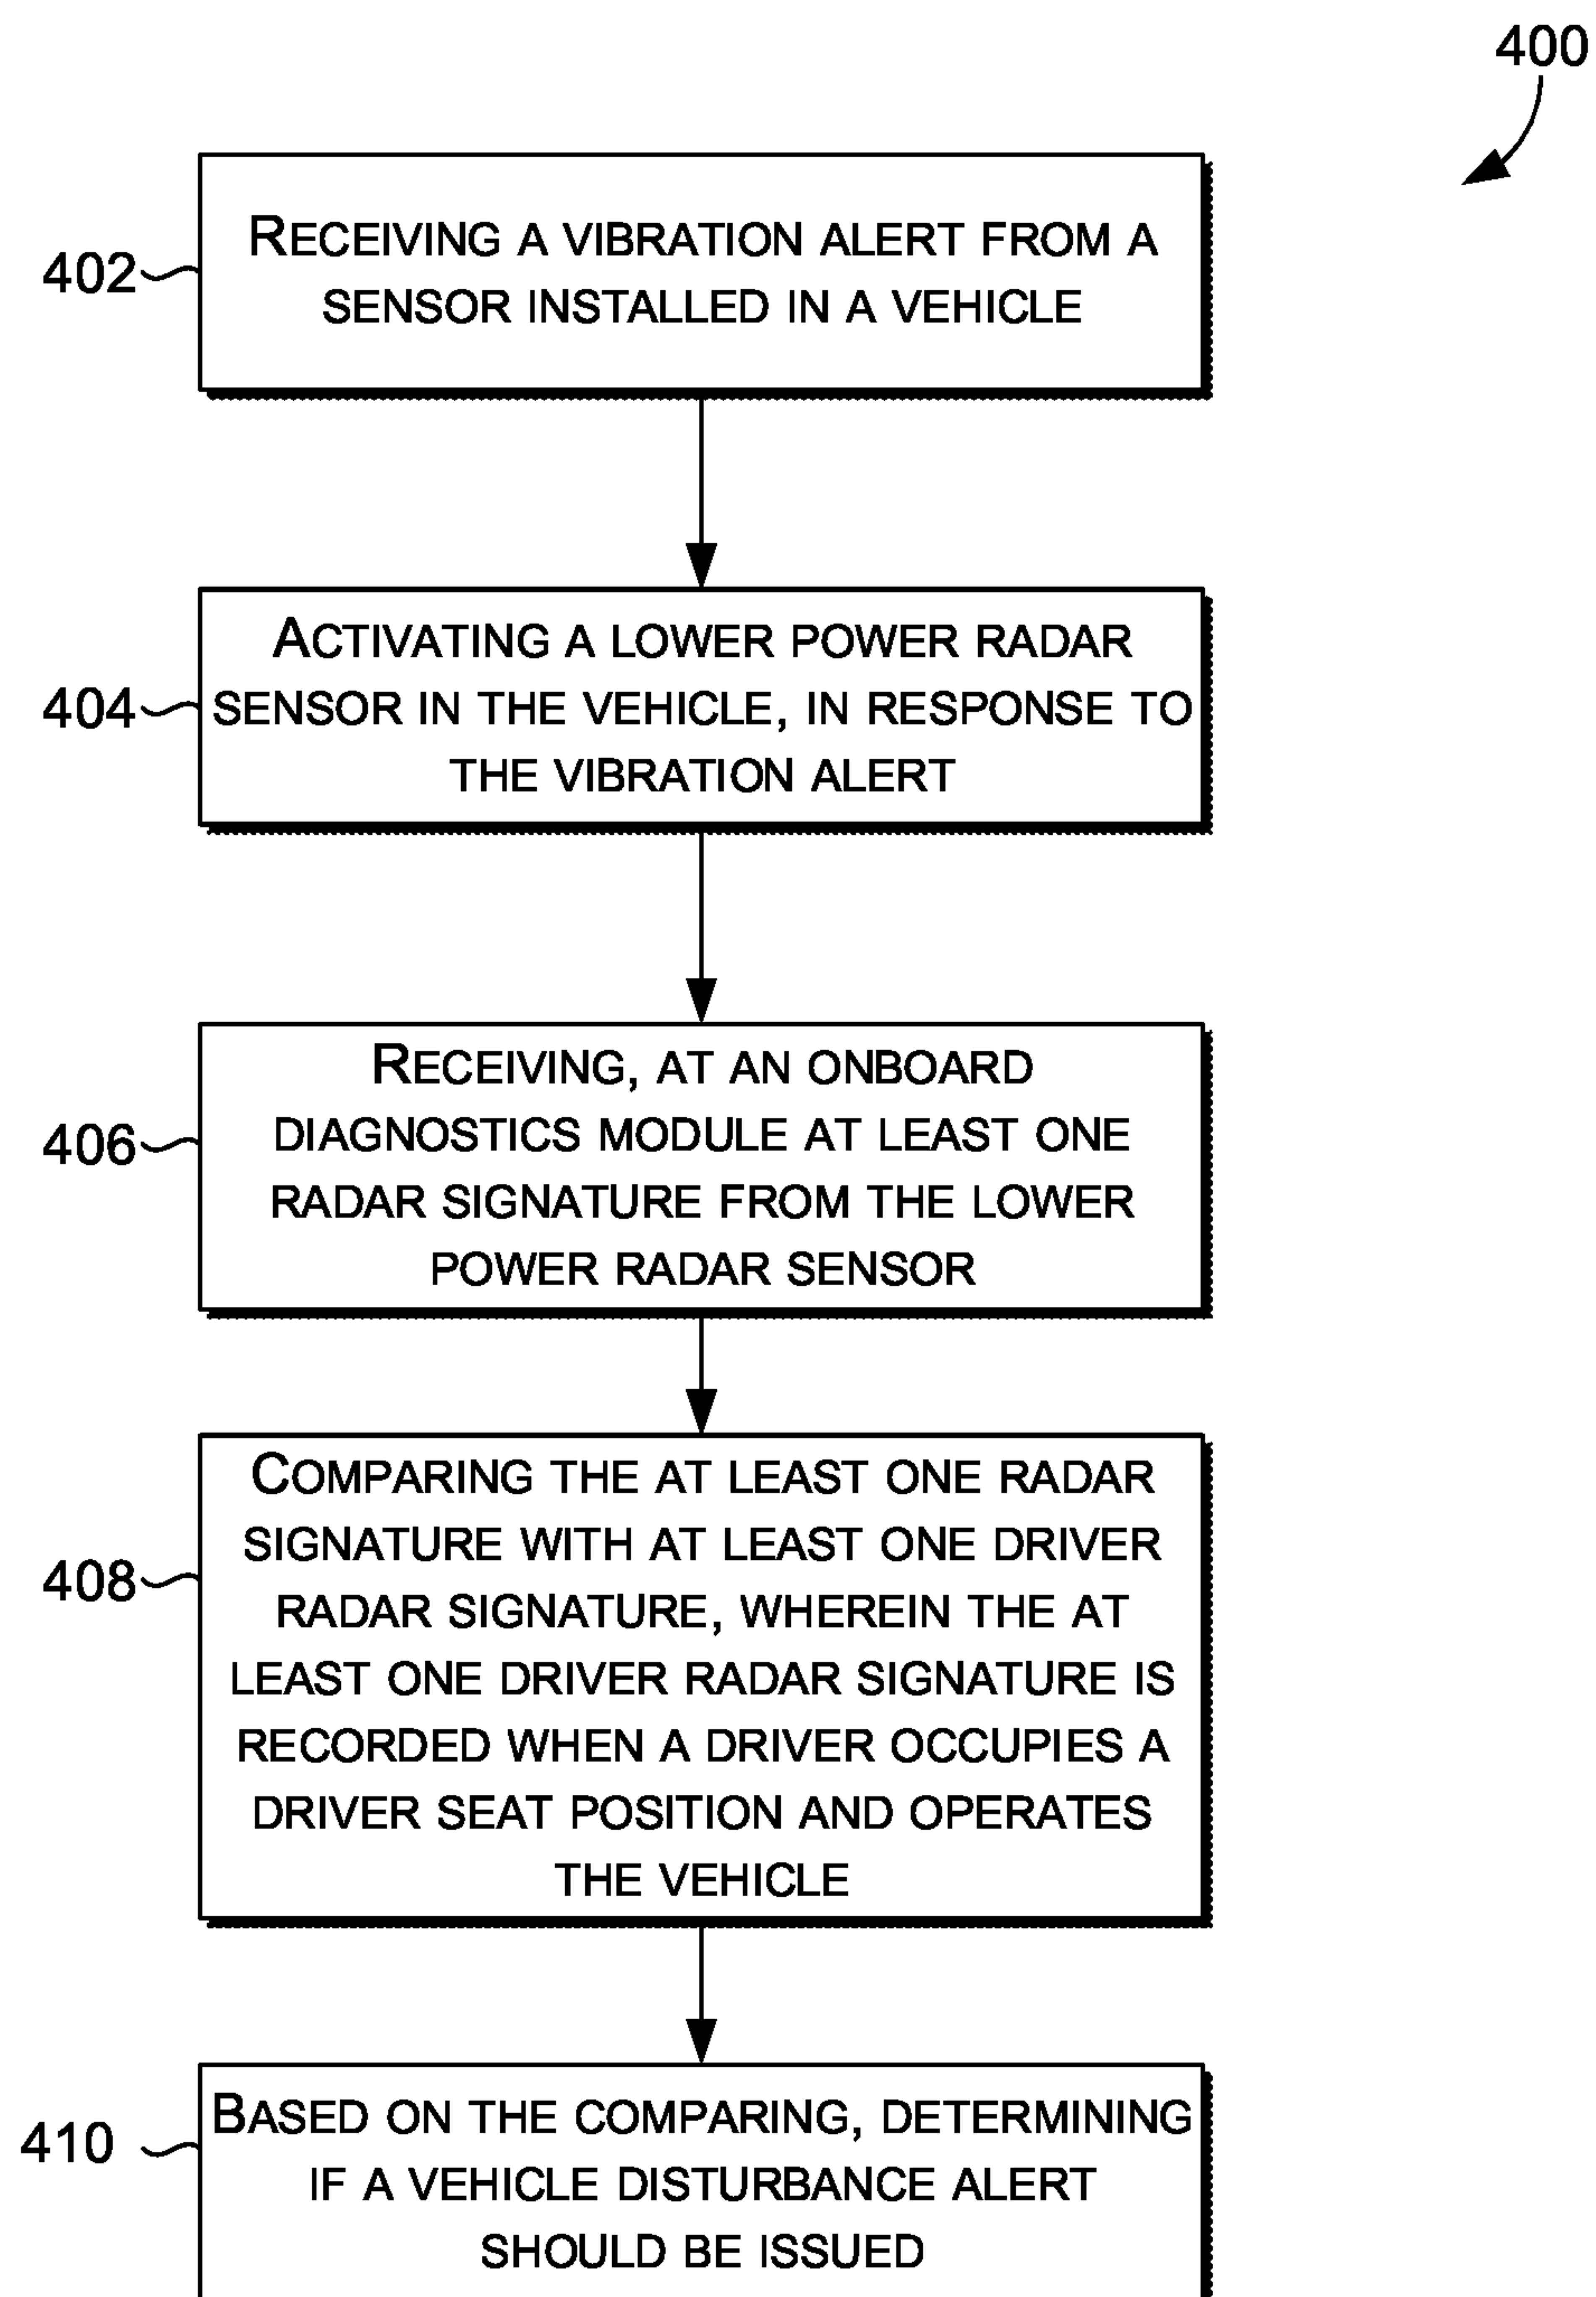 400
402
RECEIVING A VIBRATION ALERT FROM A
SENSOR INSTALLED IN A VEHICLE
404
ACTIVATING A LOWER POWER RADAR
SENSOR IN THE VEHICLE, IN RESPONSE TO
THE VIBRATION ALERT
406
RECEIVING, AT AN ONBOARD
DIAGNOSTICS MODULE AT LEAST ONE
RADAR SIGNATURE FROM THE LOWER
POWER RADAR SENSOR
408
COMPARING THE AT LEAST ONE RADAR
SIGNATURE WITH AT LEAST ONE DRIVER
RADAR SIGNATURE, WHEREIN THE AT
LEAST ONE DRIVER RADAR SIGNATURE IS
RECORDED WHEN A DRIVER OCCUPIES A
DRIVER SEAT POSITION AND OPERATES
THE VEHICLE
410
BASED ON THE COMPARING, DETERMINING
IF A VEHICLE DISTURBANCE ALERT
SHOULD BE ISSUED